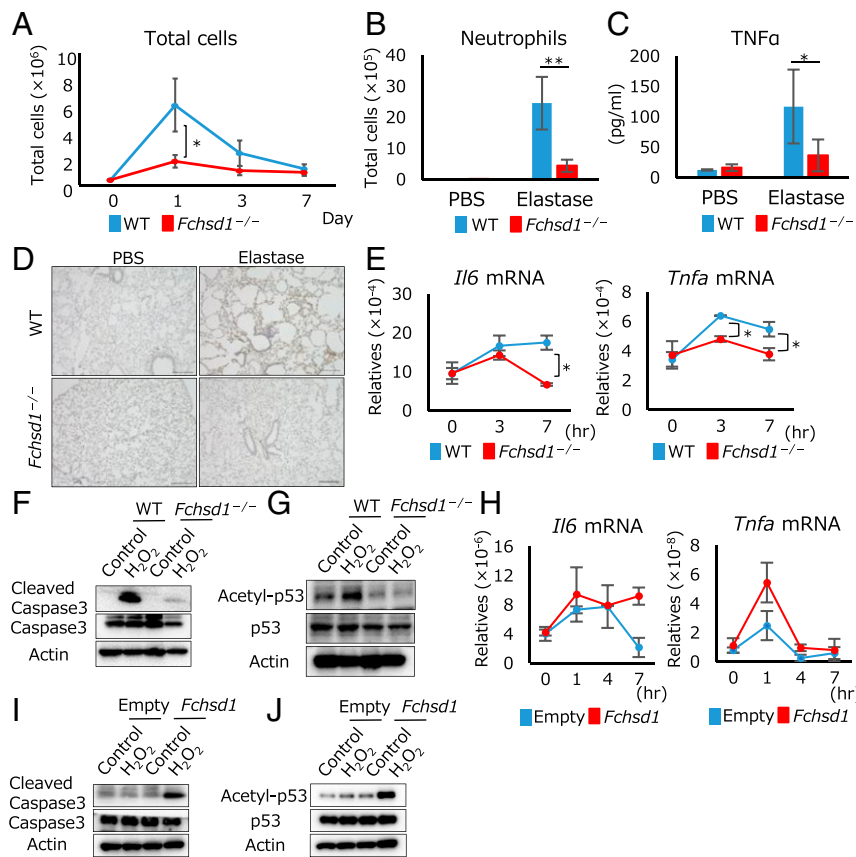 A
Total cells
Total cells (×10⁶)
10
8
6
4
2
0
0 1 3 7
Day
WT Fchsd1⁻/⁻
B
Neutrophils
Total cells (×10⁵)
40
30
20
10
0
**
PBS Elastase
WT Fchsd1⁻/⁻
C
TNFα
(pg/ml)
200
150
100
50
0
*
PBS Elastase
WT Fchsd1⁻/⁻
*
D
PBS Elastase
WT
Fchsd1⁻/⁻
E
Il6 mRNA
Relatives (×10⁻⁴)
30
20
10
0
*
0 3 7 (hr)
WT Fchsd1⁻/⁻
Tnfa mRNA
Relatives (×10⁻⁴)
8
6
4
2
0
*
*
0 3 7 (hr)
WT Fchsd1⁻/⁻
F
WT Fchsd1⁻/⁻
Control H₂O₂ Control H₂O₂
Cleaved
Caspase3
Caspase3
Actin
G
WT Fchsd1⁻/⁻
Control H₂O₂ Control H₂O₂
Acetyl-p53
p53
Actin
H
Il6 mRNA
Relatives (×10⁻⁶)
16
12
8
4
0
0 1 4 7
(hr)
Empty Fchsd1
Tnfa mRNA
Relatives (×10⁻⁸)
8
6
4
2
0
0 1 4 7
(hr)
Empty Fchsd1
I
Empty Fchsd1
Control H₂O₂ Control H₂O₂
Cleaved
Caspase3
Caspase3
Actin
J
Empty Fchsd1
Control H₂O₂ Control H₂O₂
Acetyl-p53
p53
Actin